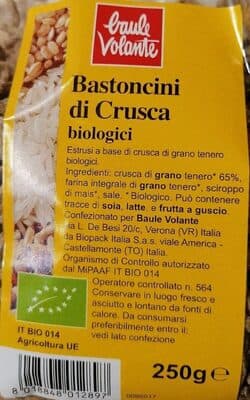 baule
volante
Bastoncini
di Crusca
biologici
Estrusi a base di crusca di grano tenero
biologici.
Ingredienti: crusca di grano tenero* 65%,
farina integrale di grano tenero*, sciroppo
di mais*, sale. * Biologico. Può contenere
tracce di soia, latte, e frutta a guscio.
Confezionato per Baule Volante
via L. De Besi 20/c, Verona (VR) Italia
da Biopack Italia S.a.s. viale America -
Castellamonte (TO) Italia.
Organismo di Controllo autorizzato
dal MiPAAF IT BIO 014
Operatore controllato n. 564
Conservare in luogo fresco e
asciutto e lontano da fonti di
calore. Da consumarsi
preferibilmente entro il:
vedi lato confezione
IT BIO 014
Agricoltura UE
250g e
8 016848 012897